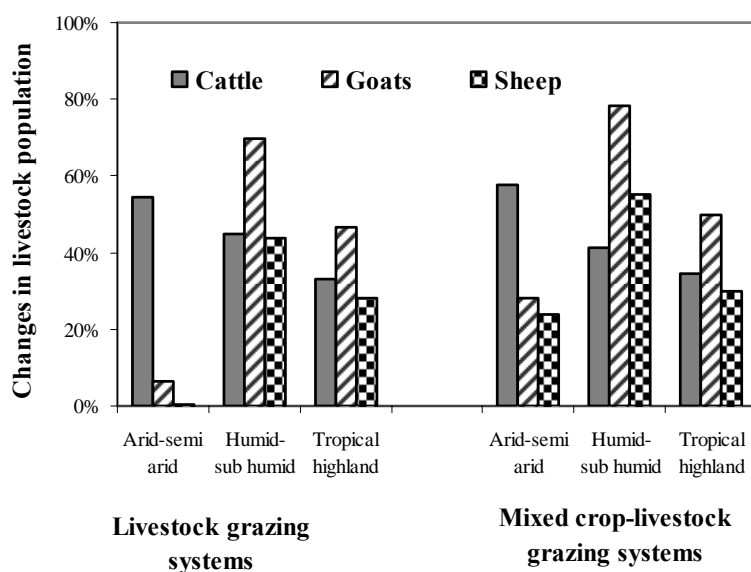 Changes in livestock population
100%
80%
60%
40%
20%
0%
Cattle
Goats
Sheep
Arid-semi
arid
Humid-
sub humid
Tropical
highland
Arid-semi
arid
Humid-
sub humid
Tropical
highland
Livestock grazing
systems
Mixed crop-livestock
grazing systems